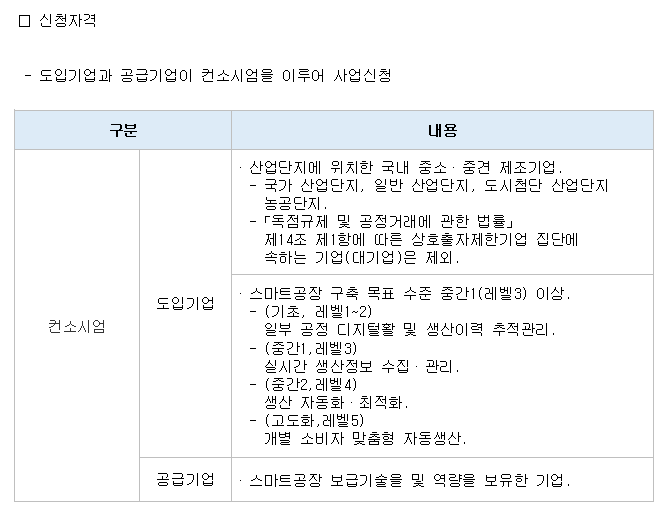 □ 신청자격
- 도입기업과 공급기업이 컨소시엄을 이루어 사업신청
구분
내용
컨소시엄
도입기업
· 산업단지에 위치한 국내 중소 · 중견 제조기업.
- 국가 산업단지, 일반 산업단지, 도시첨단 산업단지
농공단지.
- ｢독점규제 및 공정거래에 관한 법률｣
제14조 제1항에 따른 상호출자제한기업 집단에
속하는 기업(대기업)은 제외.
· 스마트공장 구축 목표 수준 중간1(레벨3) 이상.
- (기초, 레벨1~2)
일부 공정 디지털활 및 생산이력 추적관리.
- (중간1,레벨3)
실시간 생산정보 수집 · 관리.
- (중간2,레벨4)
생산 자동화 · 최적화.
- (고도화,레벨5)
개별 소비자 맞춤형 자동생산.
공급기업
· 스마트공장 보급기술을 및 역량을 보유한 기업.